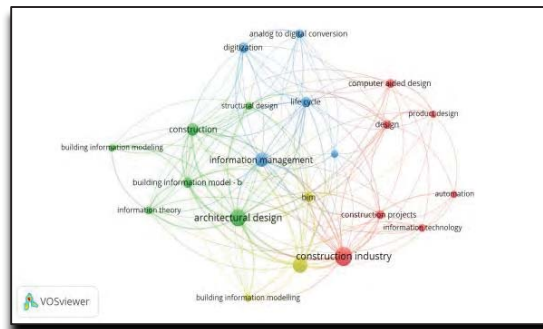 analog to digital conversion
digitization
computer aided design
structural design
life cycle
product design
construction
design
building information modeling
information management
building information model - b
automation
bim
information theory
architectural design
construction projects
information technology
construction industry
building information modelling
VOSviewer